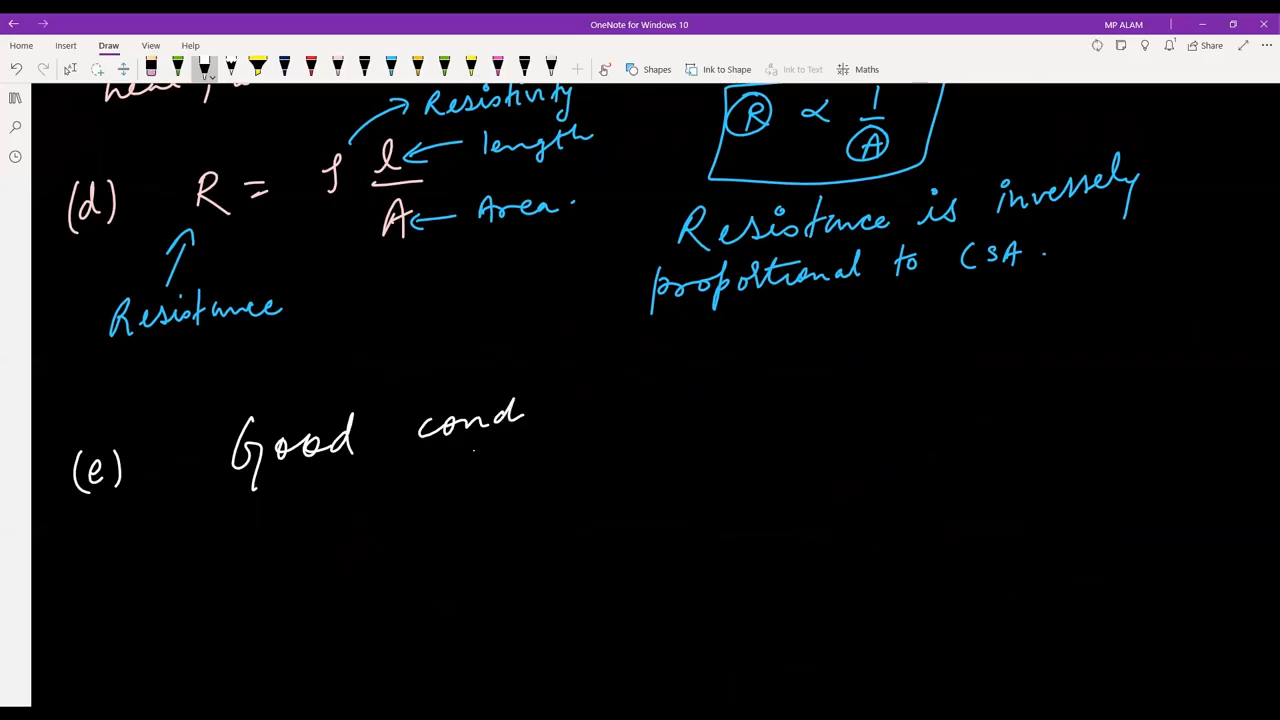 OneNote for Windows 10
MP ALAM
Home Insert Draw View Help
Share
Shapes
Ink to Shape
Ink to Text
Maths
Resistivity
length
(d) R = ρ l
A
Area.
Resistance
R ∝ 1
A
Resistance is inversely
proportional to CSA.
(e) Good cond